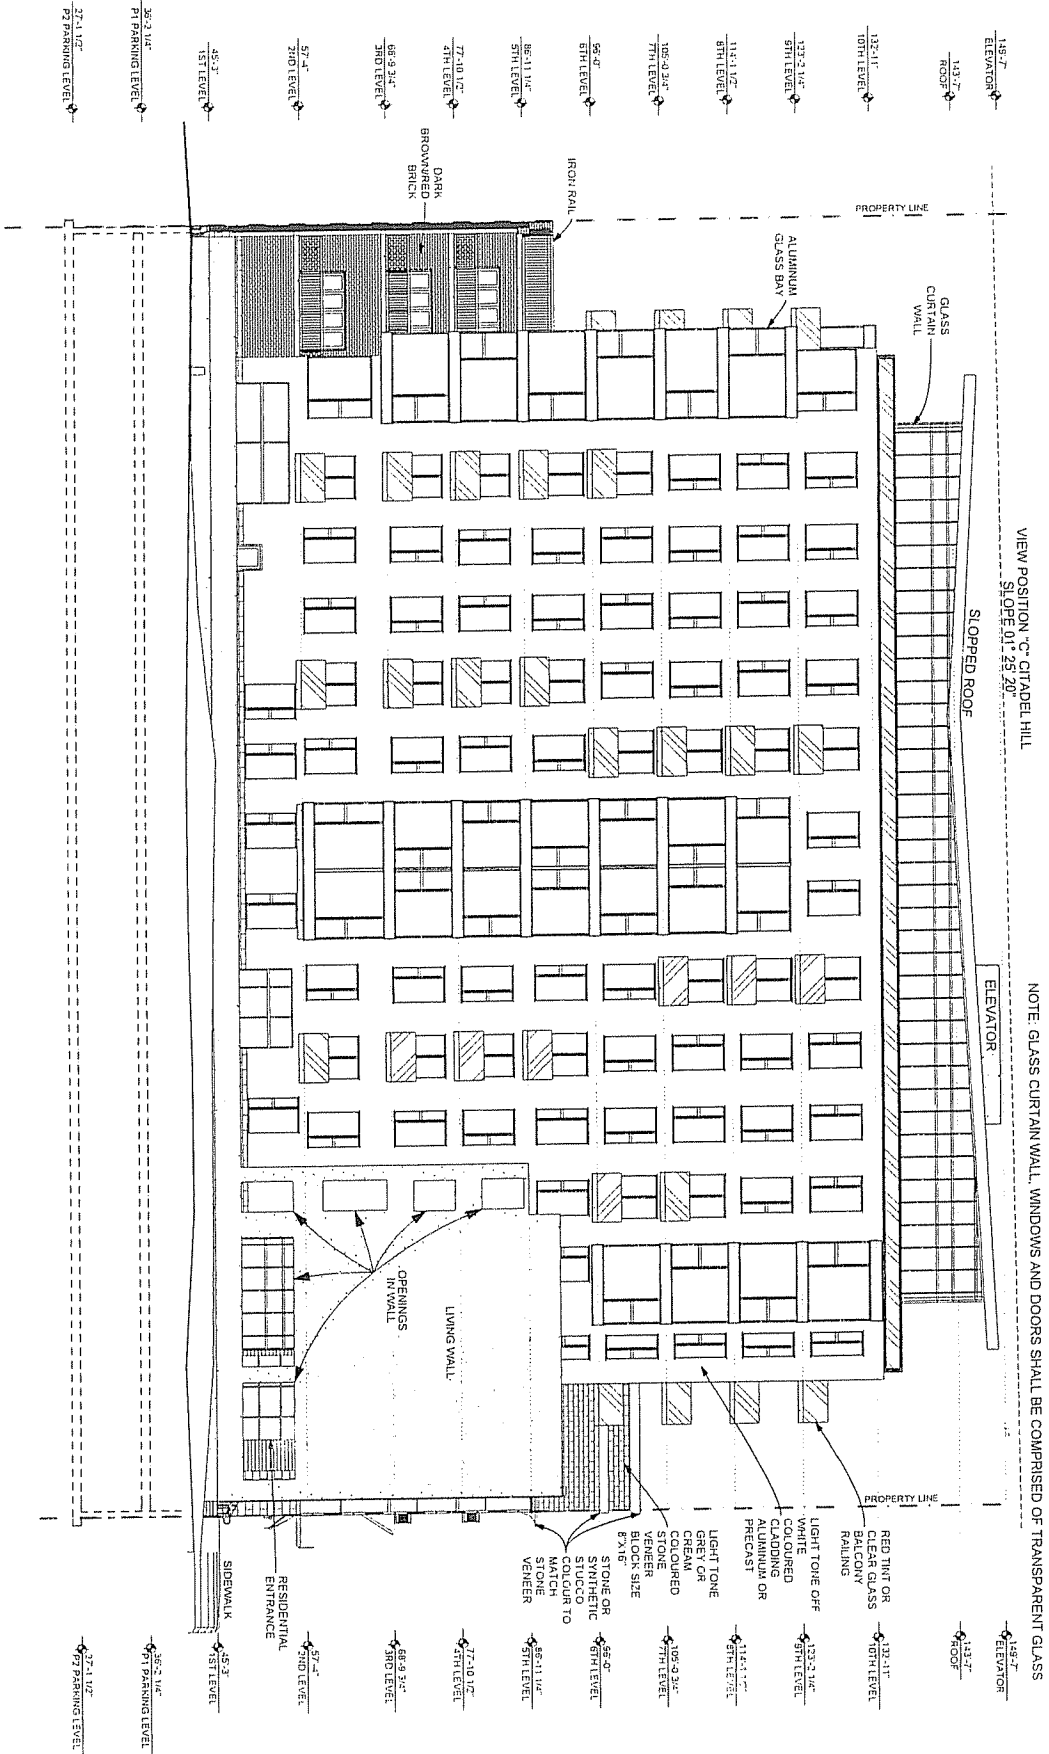 NOTE: GLASS CURTAIN WALL, WINDOWS AND DOORS SHALL BE COMPRISED OF TRANSPARENT GLASS
VIEW POSITION "C" CITADEL HILL
SLOPE 01° 25' 20"
149'-7"
ELEVATOR
143'-7"
ROOF
132'-11"
10TH LEVEL
123'-2 1/4"
9TH LEVEL
114'-1 1/2"
8TH LEVEL
105'-0 3/4"
7TH LEVEL
96'-0"
6TH LEVEL
86'-11 1/4"
5TH LEVEL
77'-10 1/2"
4TH LEVEL
68'-9 3/4"
3RD LEVEL
57'-4"
2ND LEVEL
45'-3"
1ST LEVEL
36'-2 1/4"
P1 PARKING LEVEL
27'-1 1/2"
P2 PARKING LEVEL
PROPERTY LINE
GLASS
CURTAIN
WALL
ALUMINUM
GLASS BAY
IRON RAIL
DARK
BROWN/RED
BRICK
SLOPPED ROOF
ELEVATOR
OPENINGS
IN WALL
LIVING WALL
PROPERTY LINE
RED TINT OR
CLEAR GLASS
BALCONY
RAILING
LIGHT TONE OFF
WHITE
COLOURED
CLADDING
ALUMINUM OR
PRECAST
LIGHT TONE
GREY OR
CREAM
COLOURED
STONE
VENEER
BLOCK SIZE
8"X16"
STONE OR
SYNTHETIC
STUCCO
COLOUR TO
MATCH
STONE
VENEER
RESIDENTIAL
ENTRANCE
SIDEWALK
149'-7"
ELEVATOR
143'-7"
ROOF
132'-11"
10TH LEVEL
123'-2 1/4"
9TH LEVEL
114'-1 1/2"
8TH LEVEL
105'-0 3/4"
7TH LEVEL
96'-0"
6TH LEVEL
86'-11 1/4"
5TH LEVEL
77'-10 1/2"
4TH LEVEL
68'-9 3/4"
3RD LEVEL
57'-4"
2ND LEVEL
45'-3"
1ST LEVEL
36'-2 1/4"
P1 PARKING LEVEL
27'-1 1/2"
P2 PARKING LEVEL